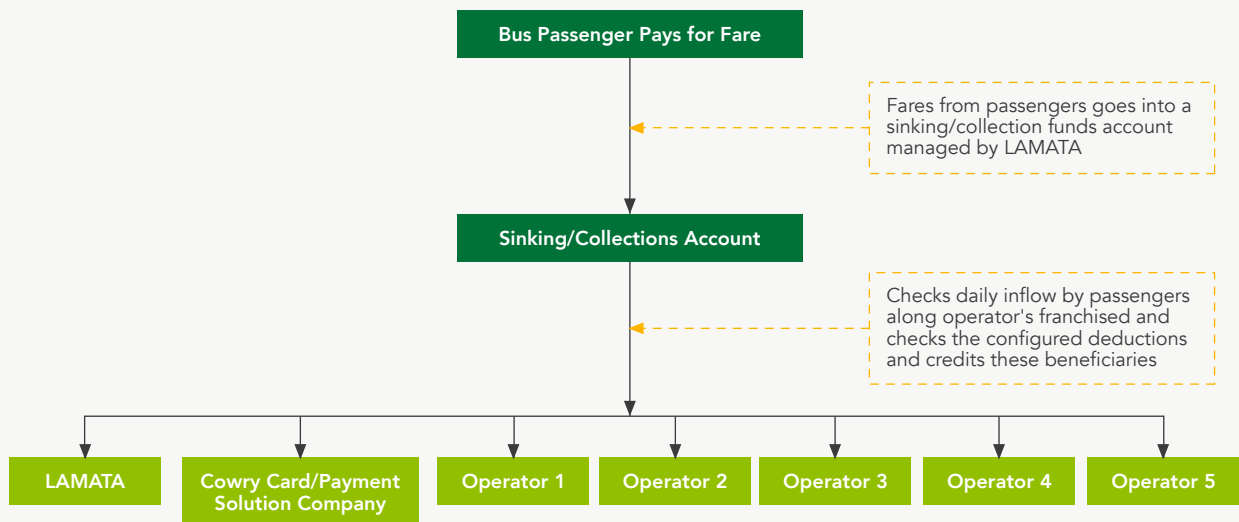 Bus Passenger Pays for Fare
Fares from passengers goes into a
sinking/collection funds account
managed by LAMATA
Sinking/Collections Account
Checks daily inflow by passengers
along operator's franchised and
checks the configured deductions
and credits these beneficiaries
LAMATA
Cowry Card/Payment
Solution Company
Operator 1
Operator 2
Operator 3
Operator 4
Operator 5